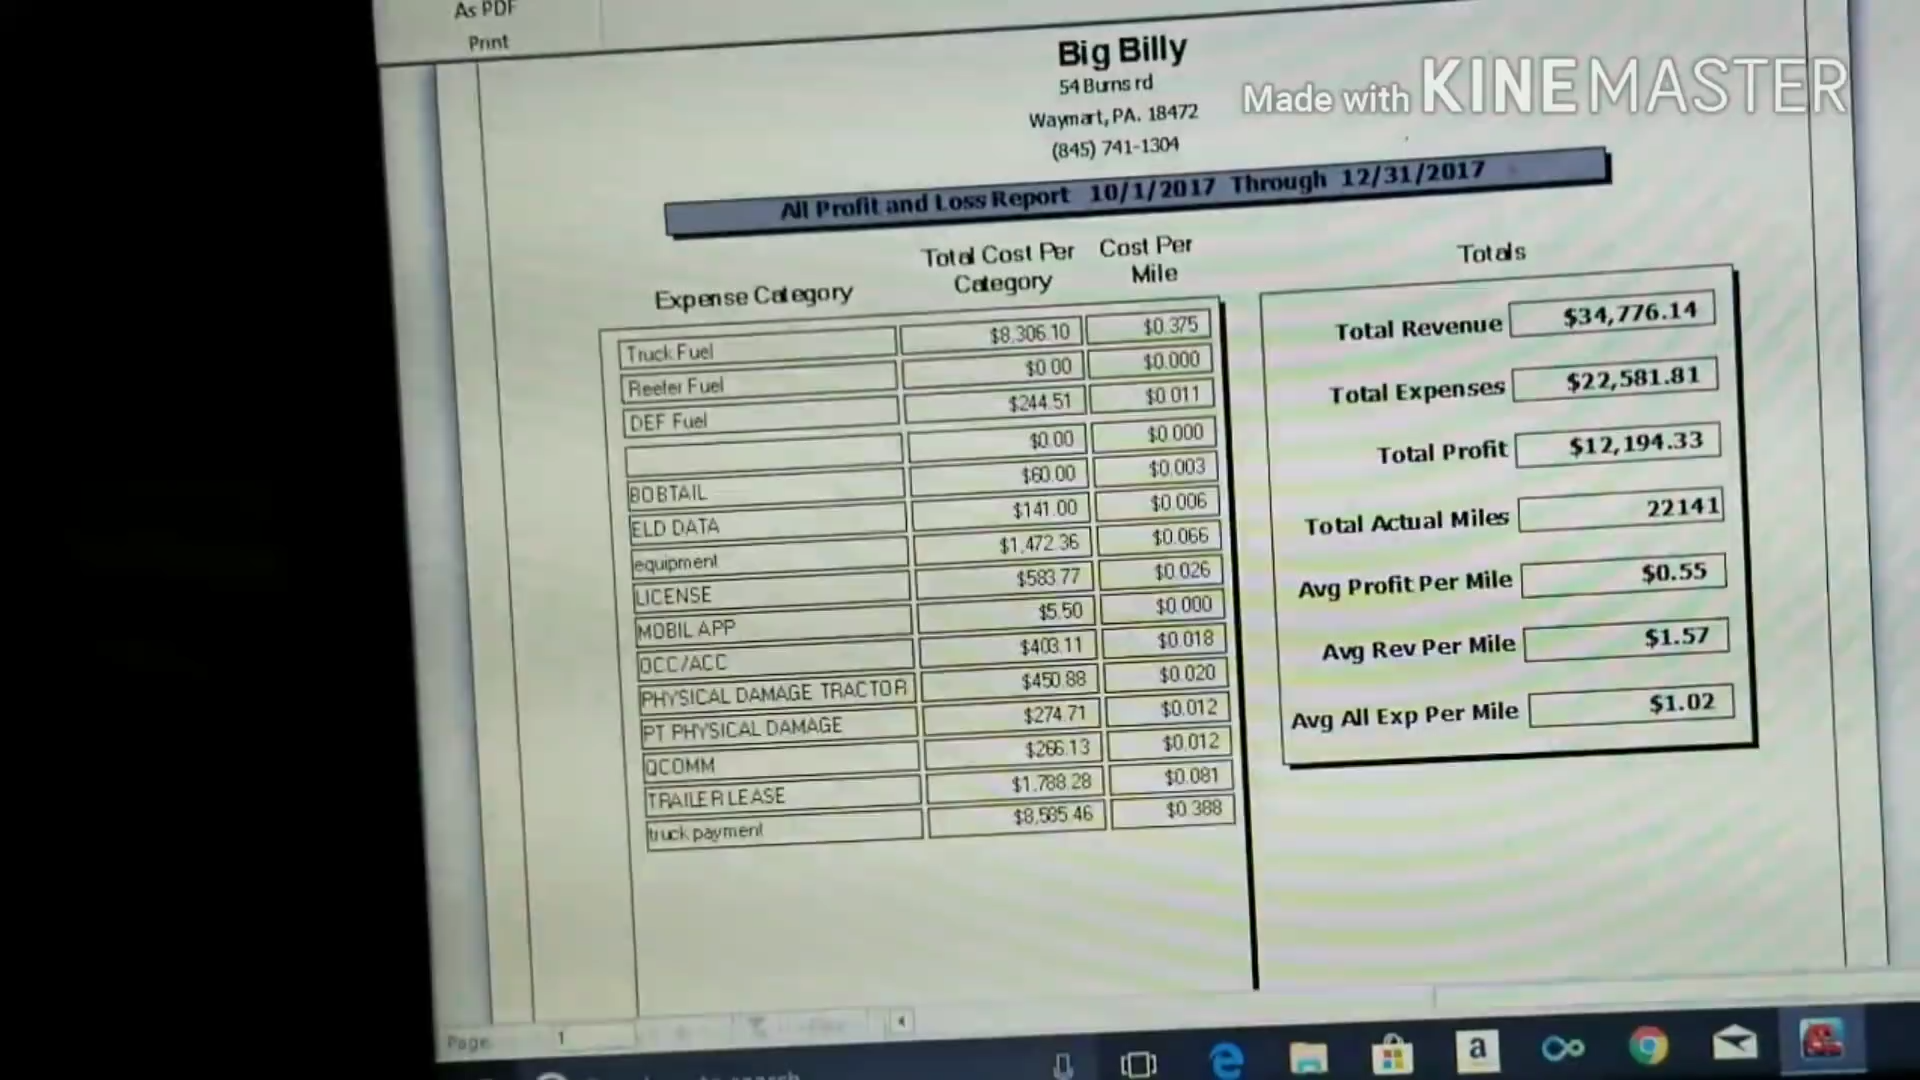 As PDF
Print
Big Billy
54 Burns rd
Waymart, PA. 18472
(845) 741-1304
Made with KINEMASTER
All Profit and Loss Report 10/1/2017 Through 12/31/2017
Expense Category Total Cost Per Category Cost Per Mile
Truck Fuel $8,306.10 $0.375
Reefer Fuel $0.00 $0.000
DEF Fuel $244.51 $0.011
$0.00 $0.000
BOBTAIL $60.00 $0.003
ELD DATA $141.00 $0.006
equipment $1,472.36 $0.066
LICENSE $583.77 $0.026
MOBIL APP $5.50 $0.000
OCC/ACC $403.11 $0.018
PHYSICAL DAMAGE TRACTOR $450.88 $0.020
PT PHYSICAL DAMAGE $274.71 $0.012
QCOMM $266.13 $0.012
TRAILER LEASE $1,788.28 $0.081
truck payment $8,585.46 $0.388
Totals
Total Revenue $34,776.14
Total Expenses $22,581.81
Total Profit $12,194.33
Total Actual Miles 22141
Avg Profit Per Mile $0.55
Avg Rev Per Mile $1.57
Avg All Exp Per Mile $1.02
Page: 1
a